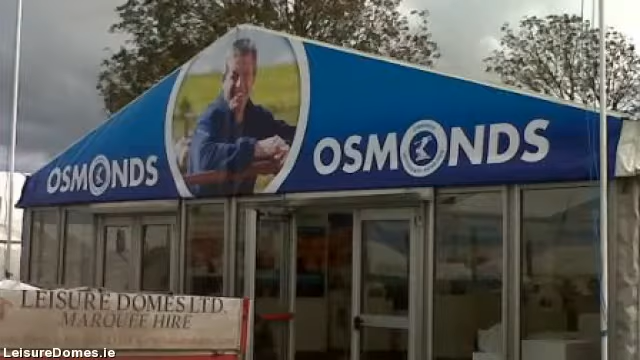 OSMONDS OSMONDS
LEISURE DOMES LTD.
MARQUEE HIRE
LeisureDomes.ie